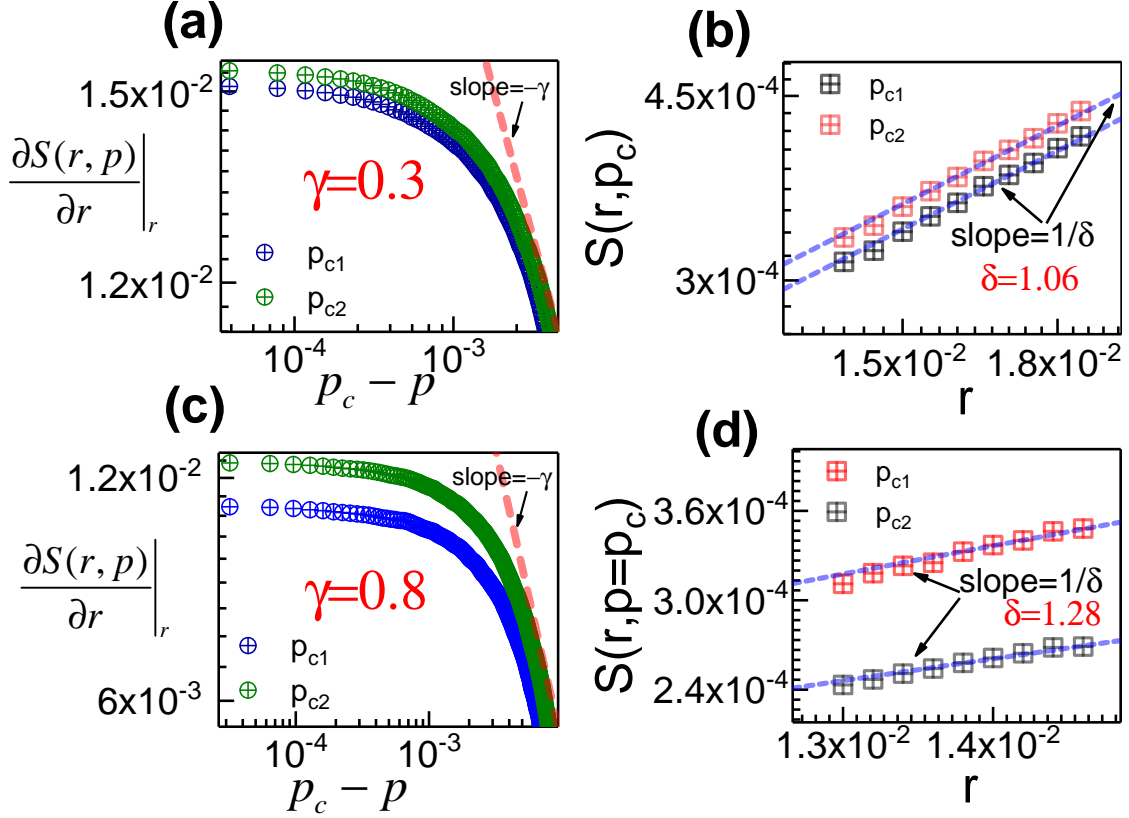 (a)
1.5x10⁻²
1.2x10⁻²
∂S(r, p)
∂r
r
slope=−γ
γ=0.3
p_c1
p_c2
10⁻⁴
10⁻³
p_c − p
(b)
S(r,p_c)
4.5x10⁻⁴
3x10⁻⁴
p_c1
p_c2
slope=1/δ
δ=1.06
1.5x10⁻²
1.8x10⁻²
r
(c)
1.2x10⁻²
6x10⁻³
∂S(r, p)
∂r
r
slope=−γ
γ=0.8
p_c1
p_c2
10⁻⁴
10⁻³
p_c − p
(d)
S(r,p=p_c)
3.6x10⁻⁴
3.0x10⁻⁴
2.4x10⁻⁴
p_c1
p_c2
slope=1/δ
δ=1.28
1.3x10⁻²
1.4x10⁻²
r